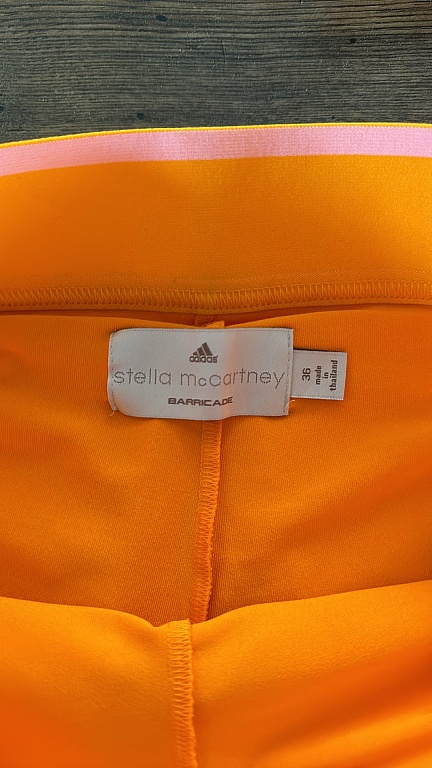 adidas
stella mccartney
BARRICADE
36
made
in
thailand